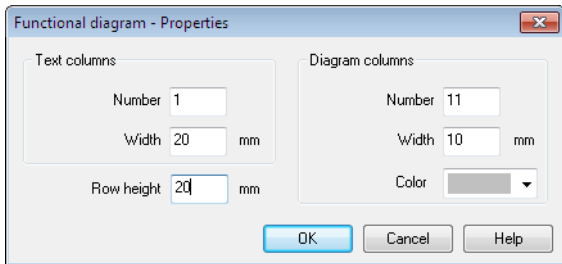 Functional diagram - Properties
Text columns
Number 1
Width 20 mm
Row height 20 mm
Diagram columns
Number 11
Width 10 mm
Color
OK Cancel Help